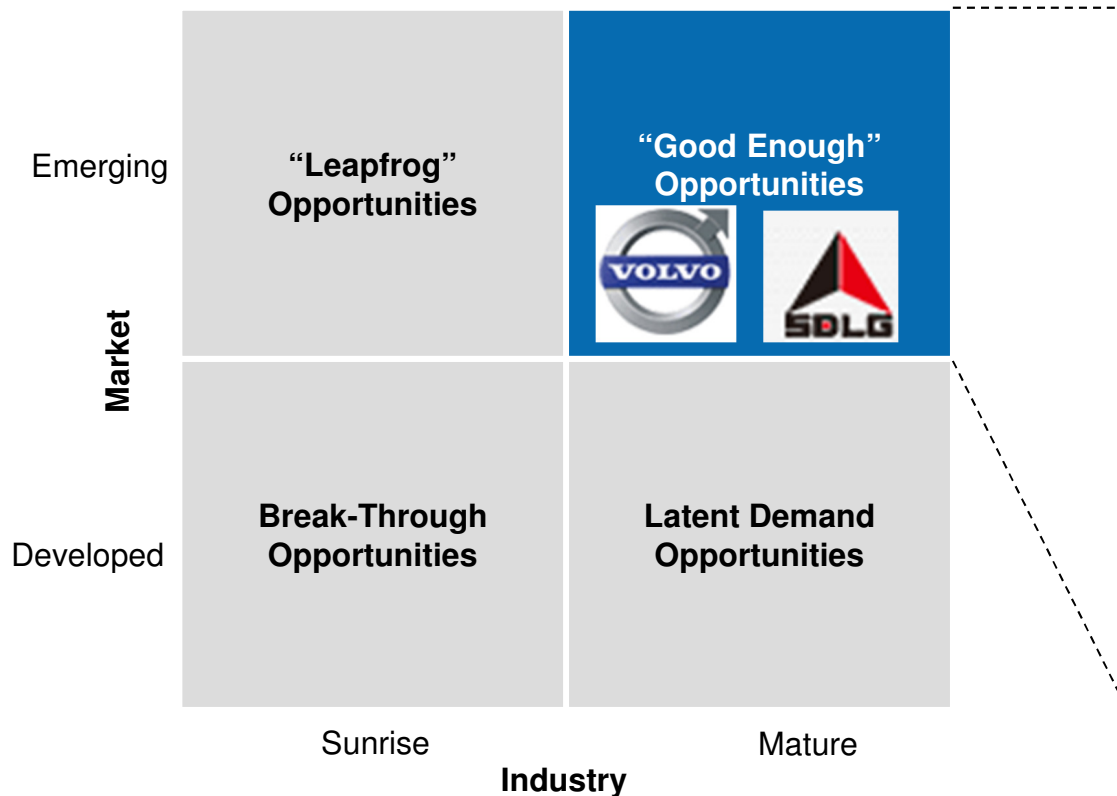 Emerging
“Leapfrog”
Opportunities
“Good Enough”
Opportunities
VOLVO
SDLG
Market
Developed
Break-Through
Opportunities
Latent Demand
Opportunities
Sunrise
Mature
Industry